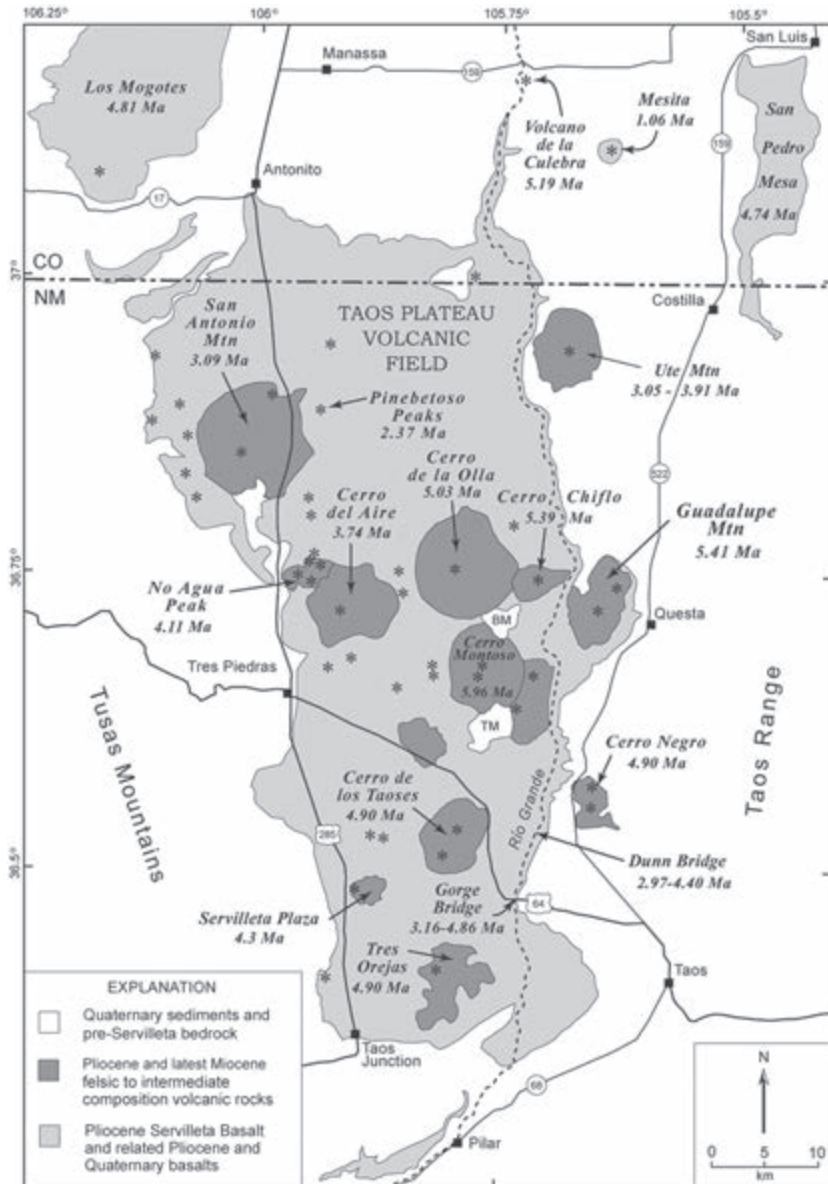 106.25°
106°
105.75°
105.5°
San Luis
Manassa
159
Los Mogotes
4.81 Ma
Volcano
de la
Culebra
5.19 Ma
Mesita
1.06 Ma
San
Pedro
Mesa
4.74 Ma
159
Antonito
17
37°
CO
NM
Costilla
San
Antonio
Mtn
3.09 Ma
TAOS PLATEAU
VOLCANIC
FIELD
Ute Mtn
3.05 - 3.91 Ma
Pinebetoso
Peaks
2.37 Ma
Cerro
de la Olla
5.03 Ma
Cerro Chiflo
5.39 Ma
522
Cerro
del Aire
3.74 Ma
Guadalupe
Mtn
5.41 Ma
36.75°
No Agua
Peak
4.11 Ma
BM
Questa
Cerro
Montoso
5.96 Ma
Tres Piedras
TM
Tusas Mountains
Taos Range
Cerro Negro
4.90 Ma
Cerro de
los Taoses
4.90 Ma
Rio Grande
285
36.5°
Dunn Bridge
2.97-4.40 Ma
Gorge
Bridge
3.16-4.86 Ma
64
Servilleta Plaza
4.3 Ma
Tres
Orejas
4.90 Ma
Taos
Taos
Junction
68
Pilar
EXPLANATION
Quaternary sediments and
pre-Servilleta bedrock
Pliocene and latest Miocene
felsic to intermediate
composition volcanic rocks
Pliocene Servilleta Basalt
and related Pliocene and
Quaternary basalts
N
0 5 10
km